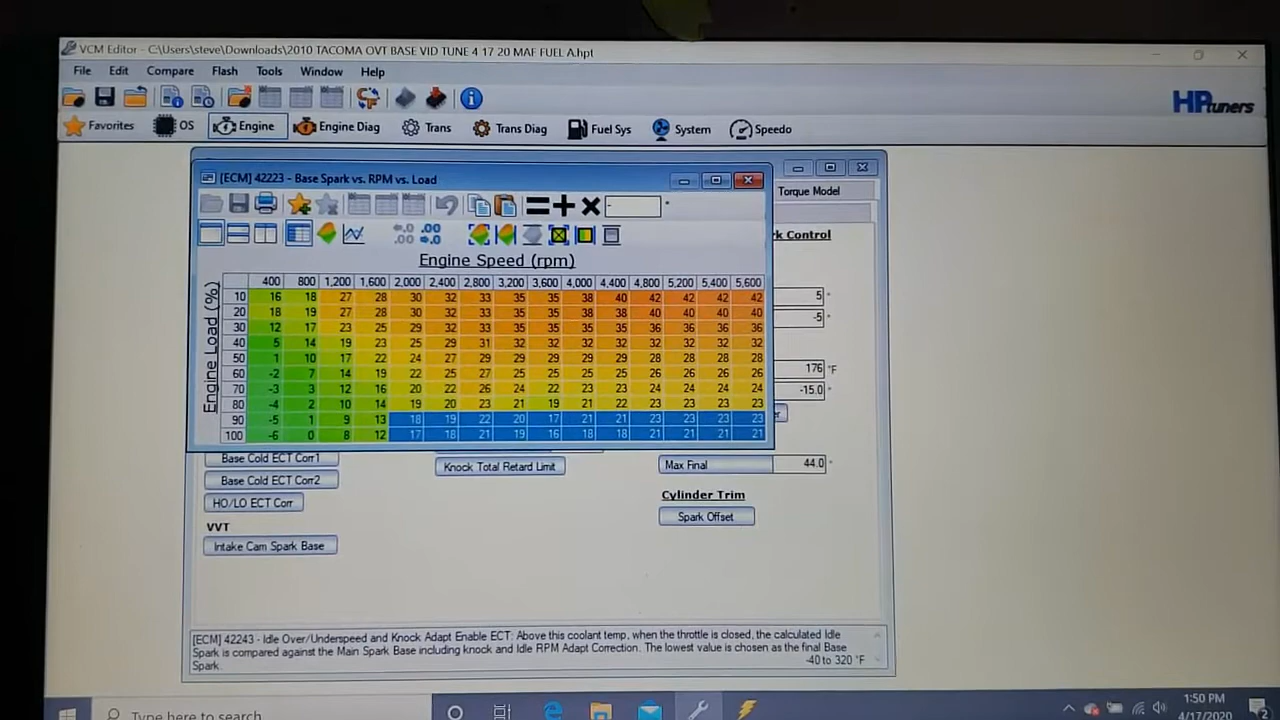 VCM Editor - C:\Users\steve\Downloads\2010 TACOMA OVT BASE VID TUNE 4 17 20 MAF FUEL A.hpt
File Edit Compare Flash Tools Window Help
HPtuners
Favorites OS Engine Engine Diag Trans Trans Diag Fuel Sys System Speedo
[ECM] 42223 - Base Spark vs. RPM vs. Load
Torque Model
k Control
Engine Speed (rpm)
Engine Load (%)
400 800 1,200 1,600 2,000 2,400 2,800 3,200 3,600 4,000 4,400 4,800 5,200 5,600
10 16 18 27 28 30 32 33 35 35 38 40 42 42 42
20 18 19 27 28 30 32 33 35 35 38 38 40 40 40
30 12 17 23 25 29 32 33 35 35 35 35 36 36 36
40 5 14 19 23 25 29 31 32 32 32 32 32 32 32
50 1 10 17 22 24 27 29 29 29 29 29 28 28 28
60 -2 7 14 19 22 25 27 25 25 25 25 26 26 26
70 -3 3 12 16 20 22 26 24 22 23 23 24 24 24
80 -4 2 10 14 19 20 23 21 19 21 22 23 23 23
90 -5 1 9 13 18 19 22 20 17 21 21 23 23 23
100 -6 0 8 12 17 18 21 19 16 18 18 21 21 21
5 °
-5 °
176 °F
-15.0 °
Base Cold ECT Corr1
Base Cold ECT Corr2
HO/LO ECT Corr
VVT
Intake Cam Spark Base
Knock Total Retard Limit
Max Final 44.0 °
Cylinder Trim
Spark Offset
[ECM] 42243 - Idle Over/Underspeed and Knock Adapt Enable ECT: Above this coolant temp, when the throttle is closed, the calculated Idle
Spark is compared against the Main Spark Base including knock and Idle RPM Adapt Correction. The lowest value is chosen as the final Base
Spark.
-40 to 320 °F
Type here to search
1:50 PM
4/17/2020
2